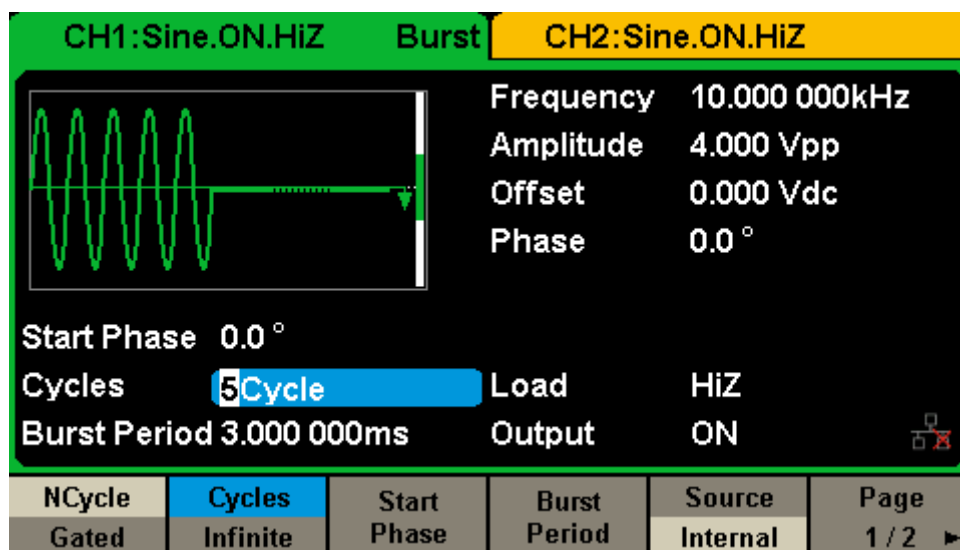 CH1:Sine.ON.HiZ Burst CH2:Sine.ON.HiZ
Frequency 10.000 000kHz
Amplitude 4.000 Vpp
Offset 0.000 Vdc
Phase 0.0 °
Start Phase 0.0 °
Cycles 5Cycle Load HiZ
Burst Period 3.000 000ms Output ON
NCycle Cycles Start Burst Source Page
Gated Infinite Phase Period Internal 1 / 2 ►